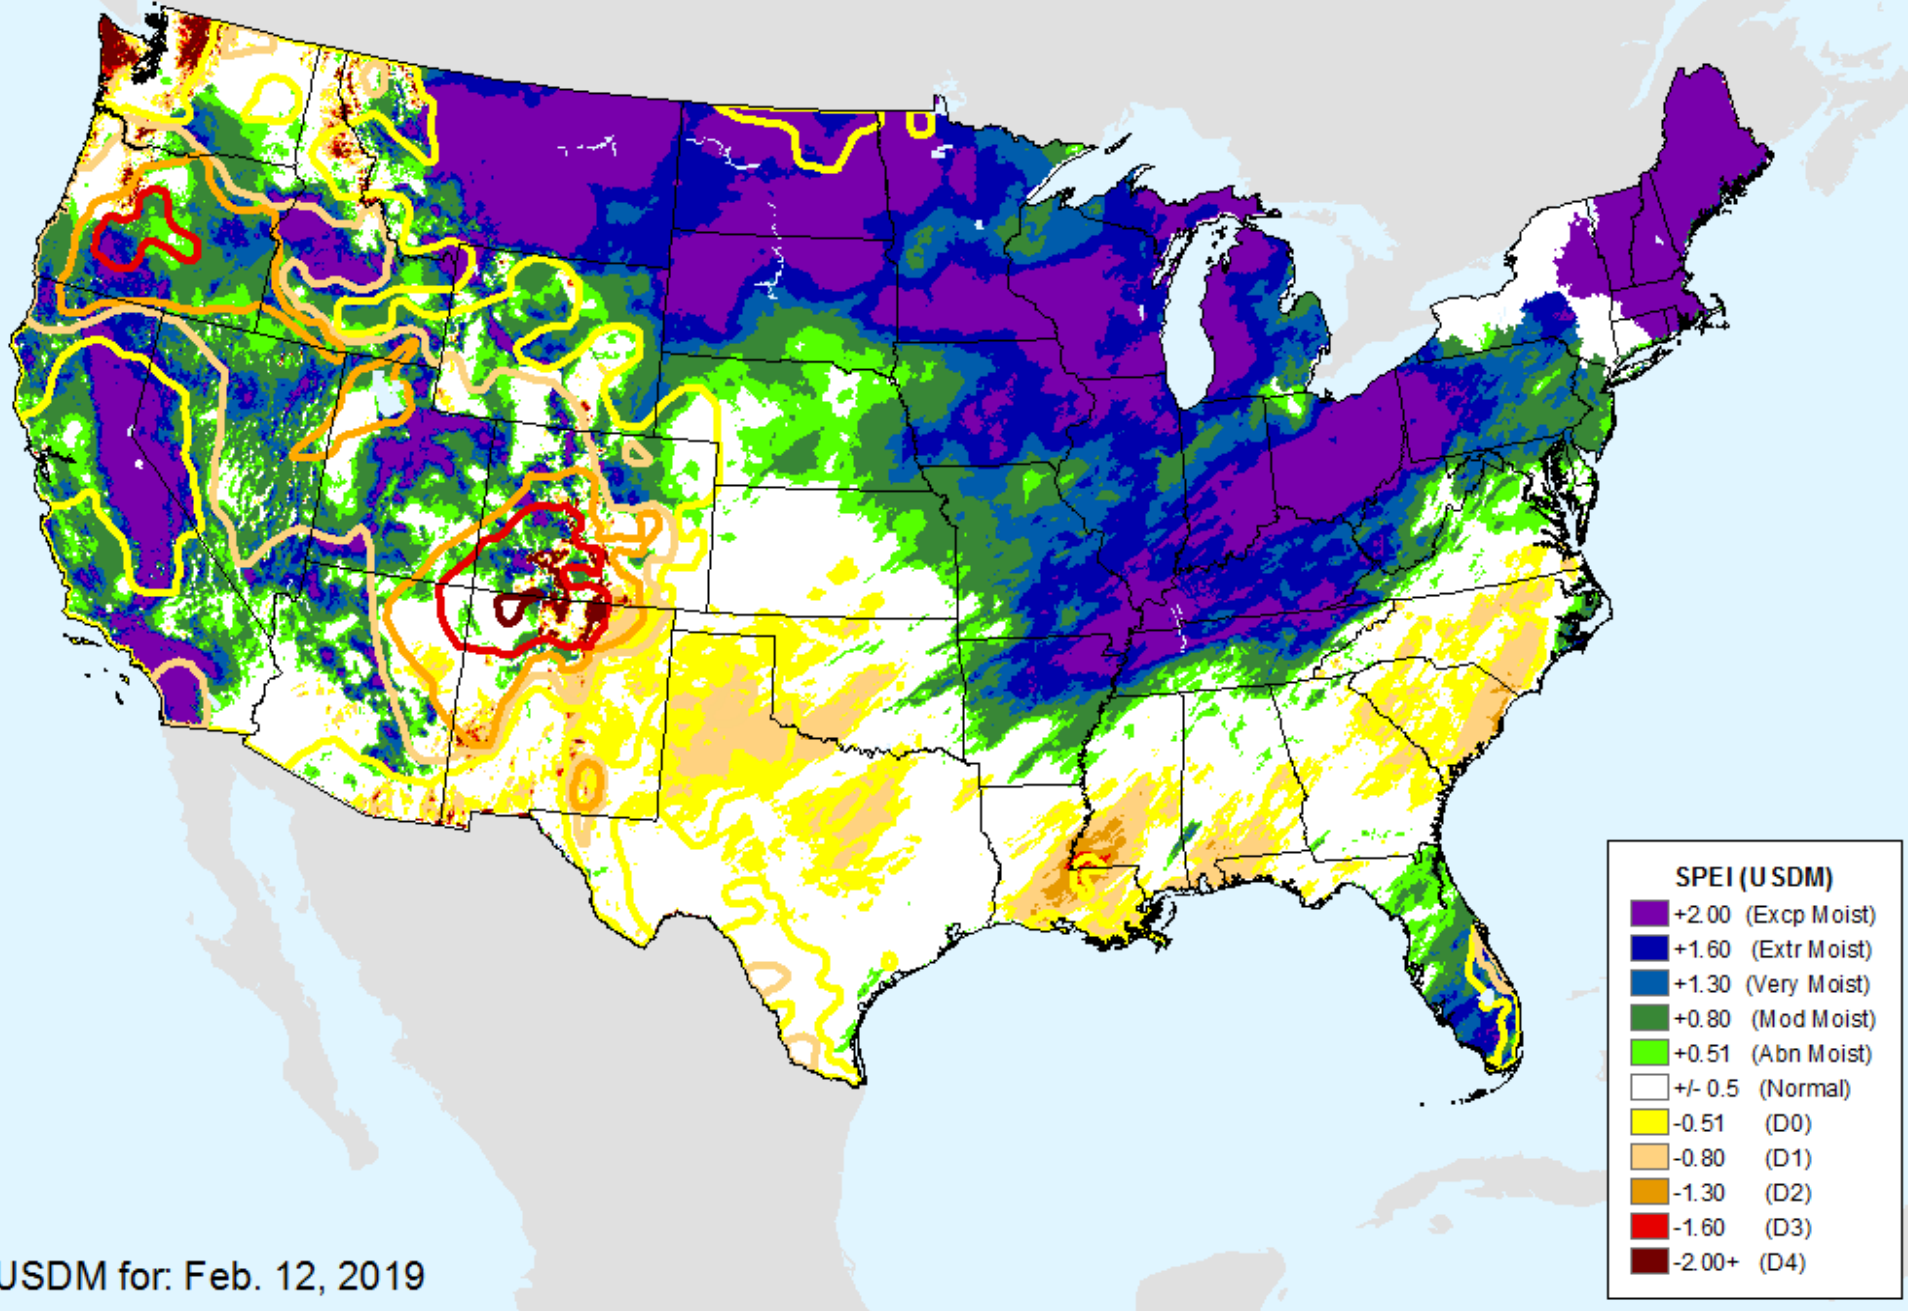 SPEI (USDM)
+2.00 (Excp Moist)
+1.60 (Extr Moist)
+1.30 (Very Moist)
+0.80 (Mod Moist)
+0.51 (Abn Moist)
+/- 0.5 (Normal)
-0.51 (D0)
-0.80 (D1)
-1.30 (D2)
-1.60 (D3)
-2.00+ (D4)
USDM for: Feb. 12, 2019